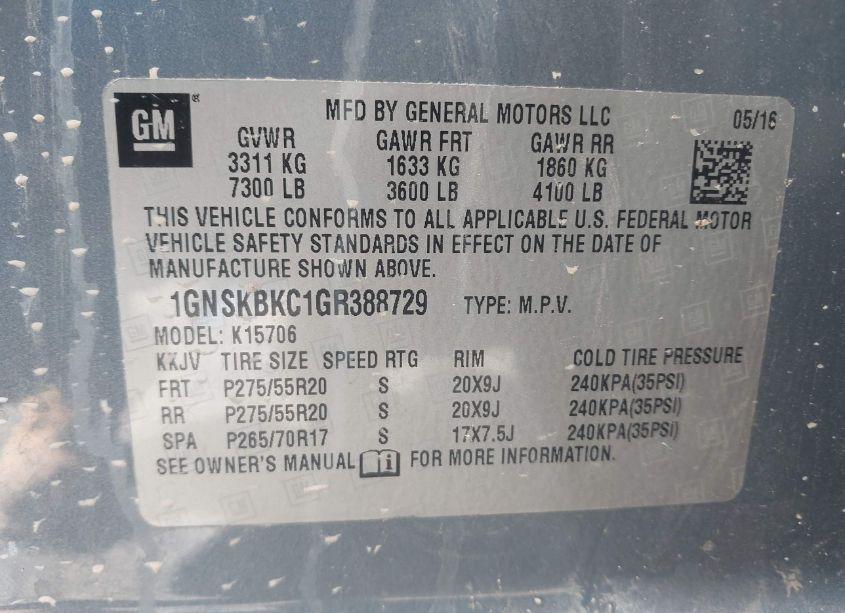 GM® MFD BY GENERAL MOTORS LLC 05/16
GVWR GAWR FRT GAWR RR
3311 KG 1633 KG 1860 KG
7300 LB 3600 LB 4100 LB
THIS VEHICLE CONFORMS TO ALL APPLICABLE U.S. FEDERAL MOTOR
VEHICLE SAFETY STANDARDS IN EFFECT ON THE DATE OF
MANUFACTURE SHOWN ABOVE.
1GNSKBKC1GR388729 TYPE: M.P.V.
MODEL: K15706
KKJV TIRE SIZE SPEED RTG RIM COLD TIRE PRESSURE
FRT P275/55R20 S 20X9J 240KPA(35PSI)
RR P275/55R20 S 20X9J 240KPA(35PSI)
SPA P265/70R17 S 17X7.5J 240KPA(35PSI)
SEE OWNER'S MANUAL i FOR MORE INFORMATION.